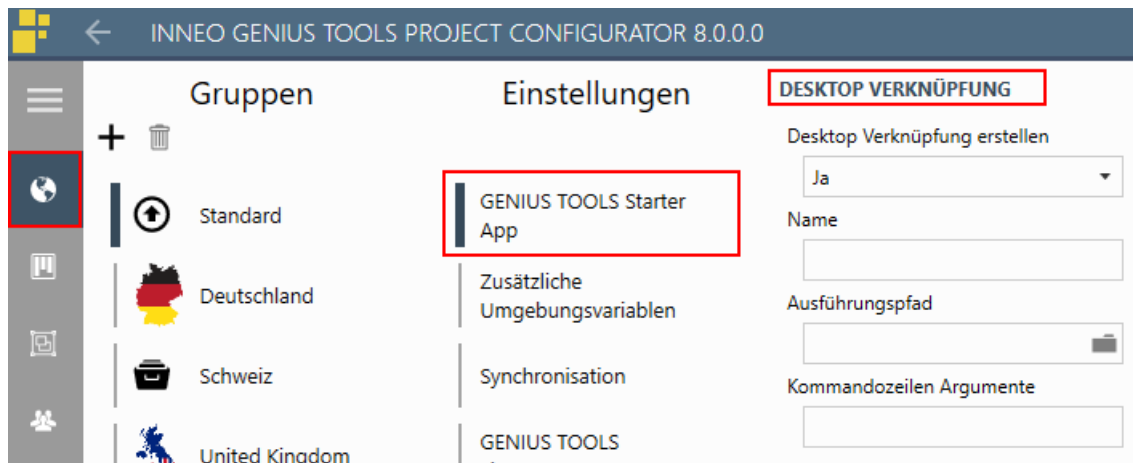 INNEO GENIUS TOOLS PROJECT CONFIGURATOR 8.0.0.0
Gruppen
Standard
Deutschland
Schweiz
United Kingdom
Einstellungen
GENIUS TOOLS Starter
App
Zusätzliche
Umgebungsvariablen
Synchronisation
GENIUS TOOLS
DESKTOP VERKNÜPFUNG
Desktop Verknüpfung erstellen
Ja
Name
Ausführungspfad
Kommandozeilen Argumente